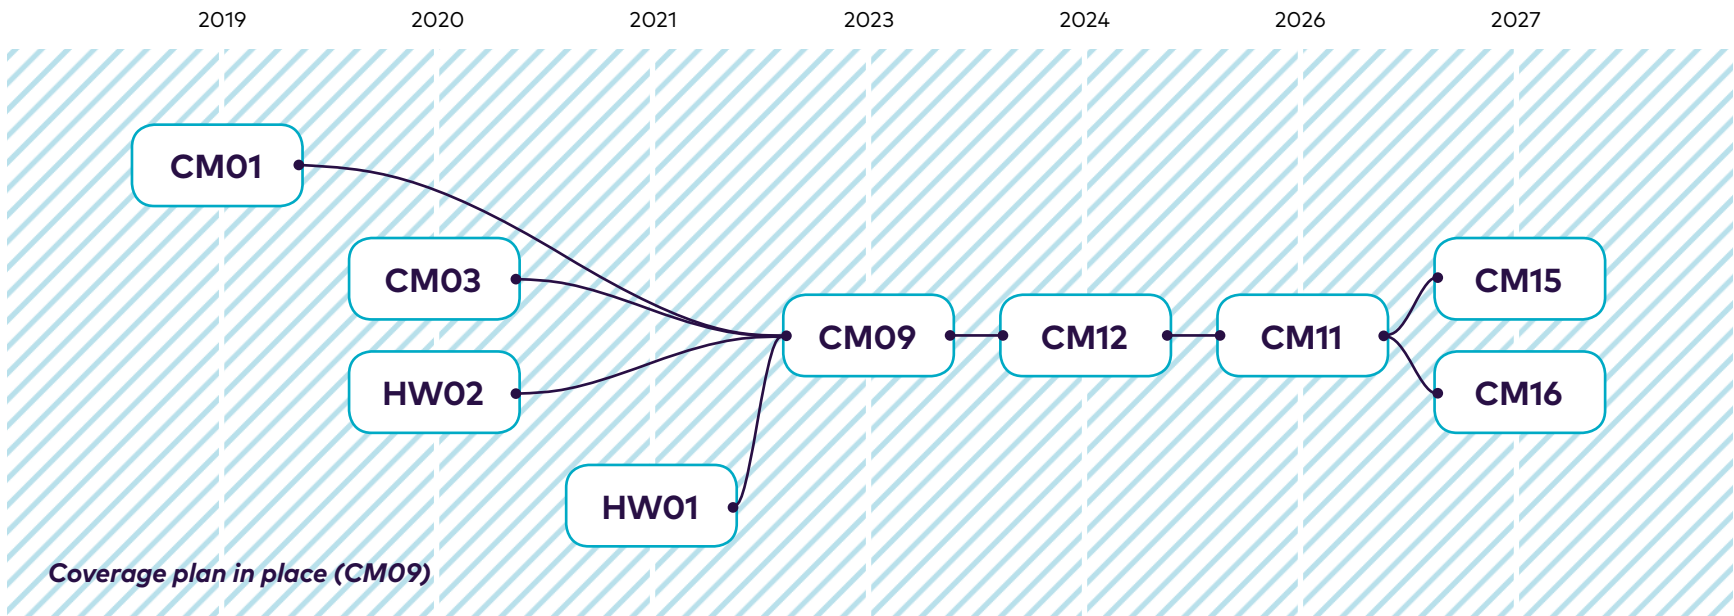 2019 2020 2021 2023 2024 2026 2027
CM01
CM03
HW02
HW01
CM09
CM12
CM11
CM15
CM16
Coverage plan in place (CM09)